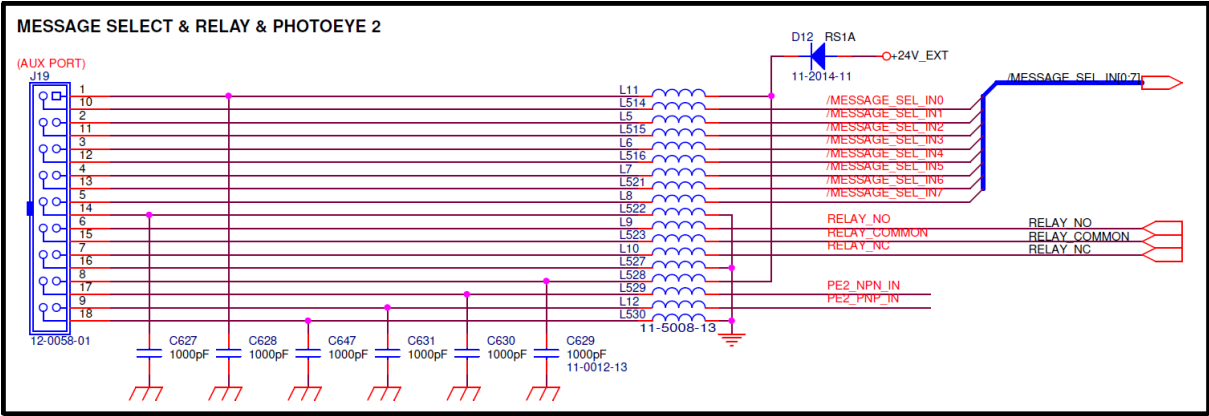 MESSAGE SELECT & RELAY & PHOTOEYE 2
D12 RS1A
+24V_EXT
11-2014-11
(AUX PORT)
J19
/MESSAGE_SEL_IN[0:7]
1 L11
10 L514 /MESSAGE_SEL_IN0
2 L5 /MESSAGE_SEL_IN1
11 L515 /MESSAGE_SEL_IN2
3 L6 /MESSAGE_SEL_IN3
12 L516 /MESSAGE_SEL_IN4
4 L7 /MESSAGE_SEL_IN5
13 L521 /MESSAGE_SEL_IN6
5 L8 /MESSAGE_SEL_IN7
14 L522
6 L9 RELAY_NO RELAY_NO
15 L523 RELAY_COMMON RELAY_COMMON
7 L10 RELAY_NC RELAY_NC
16 L527
8 L528
17 L529 PE2_NPN_IN
9 L12 PE2_PNP_IN
18 L530
11-5008-13
12-0058-01
C627 C628 C647 C631 C630 C629
1000pF 1000pF 1000pF 1000pF 1000pF 1000pF
11-0012-13